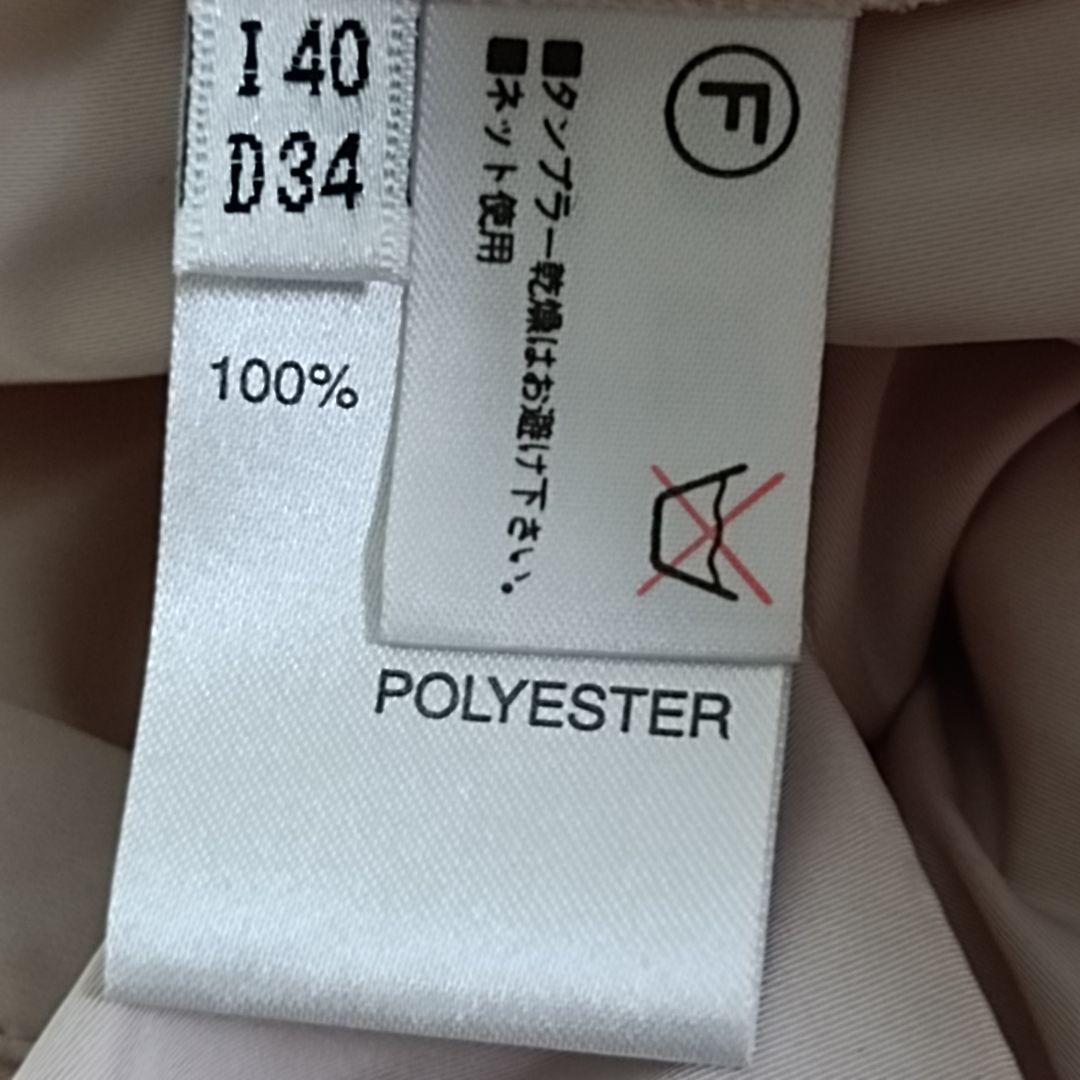 I 40
D34
100%
POLYESTER
F
■タンブラー乾燥はお避け下さい。
■ネット使用